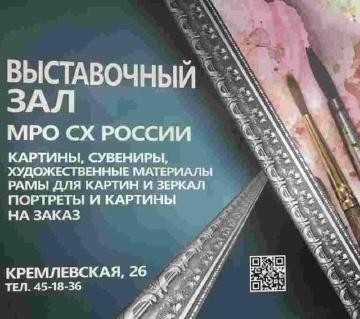 ВЫСТАВОЧНЫЙ
ЗАЛ
МРО СХ РОССИИ
КАРТИНЫ, СУВЕНИРЫ,
ХУДОЖЕСТВЕННЫЕ МАТЕРИАЛЫ
РАМЫ ДЛЯ КАРТИН И ЗЕРКАЛ
ПОРТРЕТЫ И КАРТИНЫ
НА ЗАКАЗ
КРЕМЛЕВСКАЯ, 26
ТЕЛ. 45-18-36